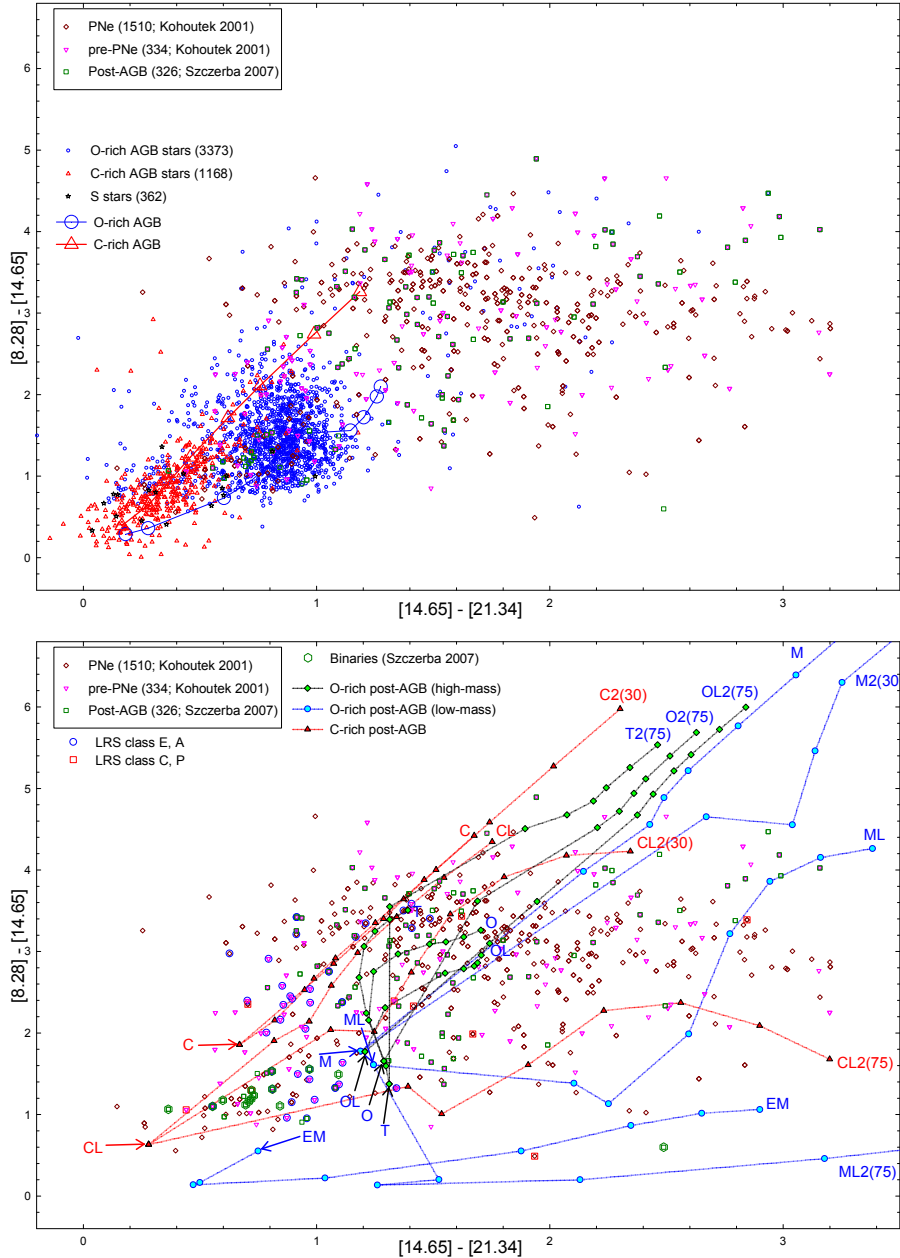 PNe (1510; Kohoutek 2001)
pre-PNe (334; Kohoutek 2001)
Post-AGB (326; Szczerba 2007)
O-rich AGB stars (3373)
C-rich AGB stars (1168)
S stars (362)
O-rich AGB
C-rich AGB
6
5
4
3
2
1
0
[8.28] - [14.65]
0 1 2 3
[14.65] - [21.34]
PNe (1510; Kohoutek 2001)
pre-PNe (334; Kohoutek 2001)
Post-AGB (326; Szczerba 2007)
LRS class E, A
LRS class C, P
Binaries (Szczerba 2007)
O-rich post-AGB (high-mass)
O-rich post-AGB (low-mass)
C-rich post-AGB
C2(30)
T2(75)
O2(75)
OL2(75)
M
M2(30
C
CL
CL2(30)
ML
T
O
OL
C
ML
M
OL
O
T
CL
EM
CL2(75)
EM
ML2(75)
6
5
4
3
2
1
0
[8.28] - [14.65]
0 1 2 3
[14.65] - [21.34]